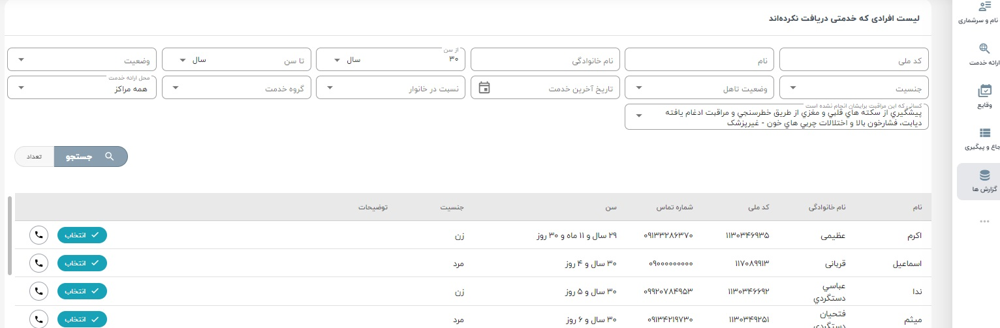 لیست افرادی که خدمتی دریافت نکرده‌اند
نام و سرشماری
ارائه خدمت
وقایع
جاع و پیگیری
گزارش ها
کد ملی
نام
نام خانوادگی
از سن
۳۰
سال
تا سن
سال
وضعیت
جنسیت
وضعیت تاهل
تاریخ آخرین خدمت
نسبت در خانوار
گروه خدمت
محل ارائه خدمت
همه مراکز
کسانی که این مراقبت برایشان انجام نشده است
پیشگیري از سکته هاي قلبي و مغزي از طریق خطرسنجي و مراقبت ادغام یافته
دیابت، فشارخون بالا و اختلالات چربي هاي خون - غیرپزشک
جستجو
تعداد
نام نام خانوادگی کد ملی شماره تماس سن جنسیت توضیحات
اکرم عظیمی ۱۱۳۰۳۴۶۹۳۵ ۰۹۱۳۳۲۸۶۳۷۰ ۲۹ سال و ۱۱ ماه و ۳۰ روز زن انتخاب
اسماعیل قربانی ۱۱۷۰۸۹۹۱۳ ۰۹۰۰۰۰۰۰۰۰۰ ۳۰ سال و ۴ روز مرد انتخاب
ندا عباسي دستگردي ۱۱۳۰۳۴۶۶۹۲ ۰۹۹۲۰۷۸۴۹۵۳ ۳۰ سال و ۵ روز زن انتخاب
میثم فتحیان دستگردی ۱۱۳۰۳۴۹۲۵۱ ۰۹۱۳۴۲۱۹۷۳۰ ۳۰ سال و ۶ روز مرد انتخاب